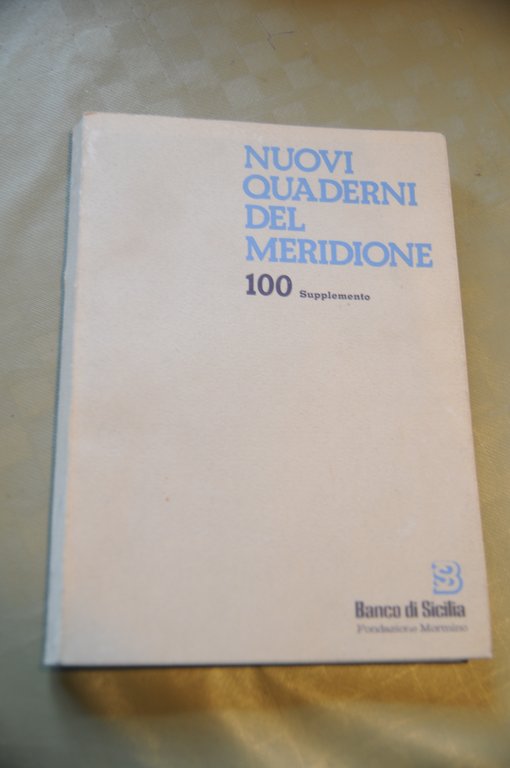 NUOVI
QUADERNI
DEL
MERIDIONE
100 Supplemento
Banco di Sicilia
Fondazione Mormino